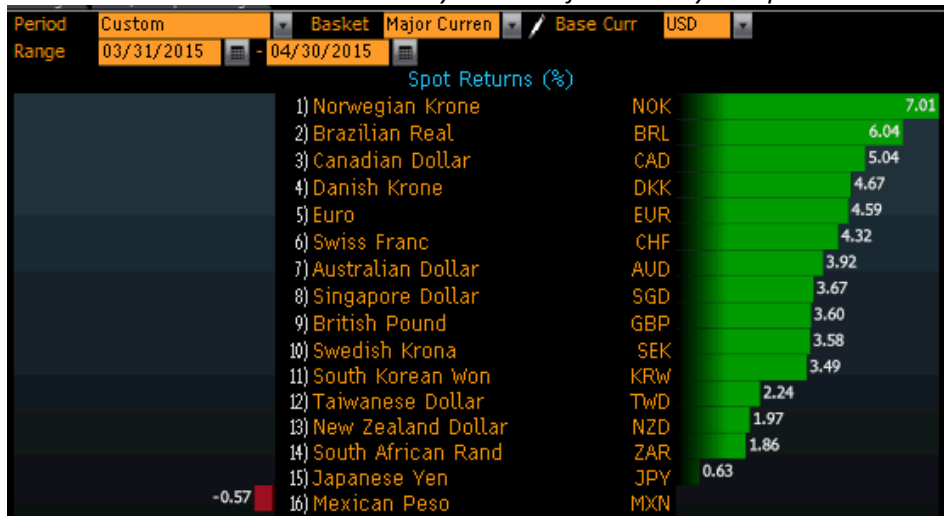 Period Custom Basket Major Curren Base Curr USD
Range 03/31/2015 - 04/30/2015
Spot Returns (%)
1) Norwegian Krone NOK 7.01
2) Brazilian Real BRL 6.04
3) Canadian Dollar CAD 5.04
4) Danish Krone DKK 4.67
5) Euro EUR 4.59
6) Swiss Franc CHF 4.32
7) Australian Dollar AUD 3.92
8) Singapore Dollar SGD 3.67
9) British Pound GBP 3.60
10) Swedish Krona SEK 3.58
11) South Korean Won KRW 3.49
12) Taiwanese Dollar TWD 2.24
13) New Zealand Dollar NZD 1.97
14) South African Rand ZAR 1.86
15) Japanese Yen JPY 0.63
-0.57 16) Mexican Peso MXN